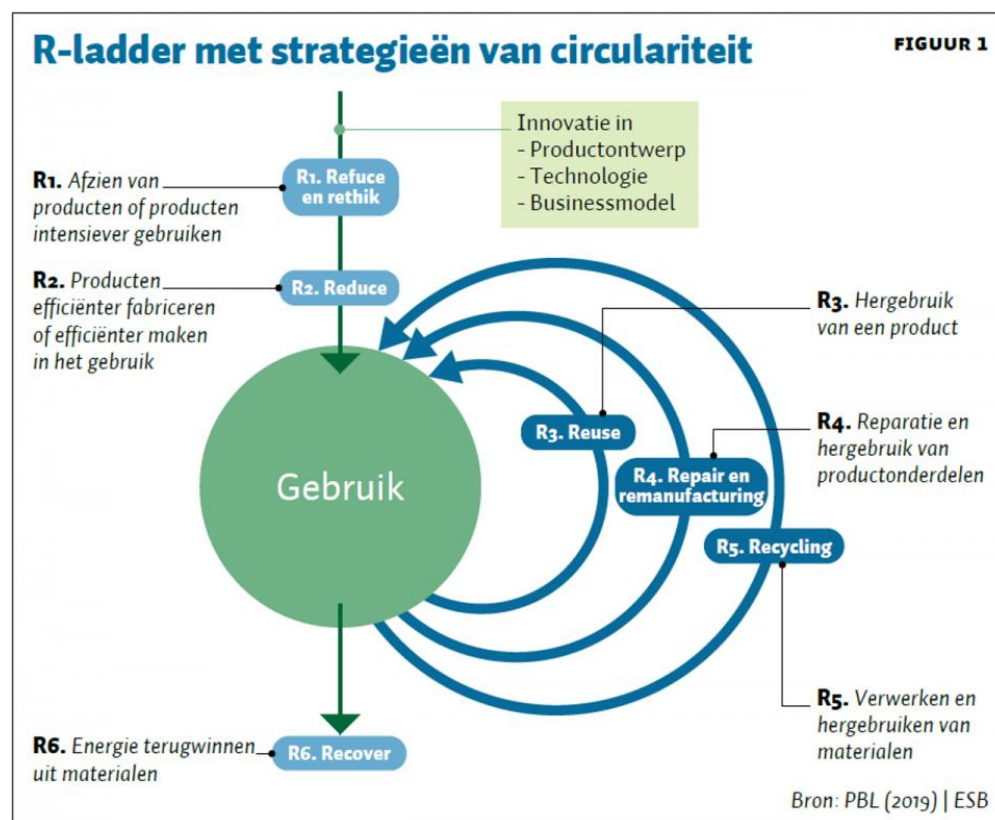 R-ladder met strategieën van circulariteit
FIGUUR 1
Innovatie in
- Productontwerp
- Technologie
- Businessmodel
R1. Afzien van
producten of producten
intensiever gebruiken
R1. Refuce
en rethik
R2. Producten
efficiënter fabriceren
of efficiënter maken
in het gebruik
R2. Reduce
R3. Hergebruik
van een product
R3. Reuse
R4. Reparatie en
hergebruik van
productonderdelen
R4. Repair en
remanufacturing
Gebruik
R5. Recycling
R5. Verwerken en
hergebruiken van
materialen
R6. Energie terugwinnen
uit materialen
R6. Recover
Bron: PBL (2019) | ESB